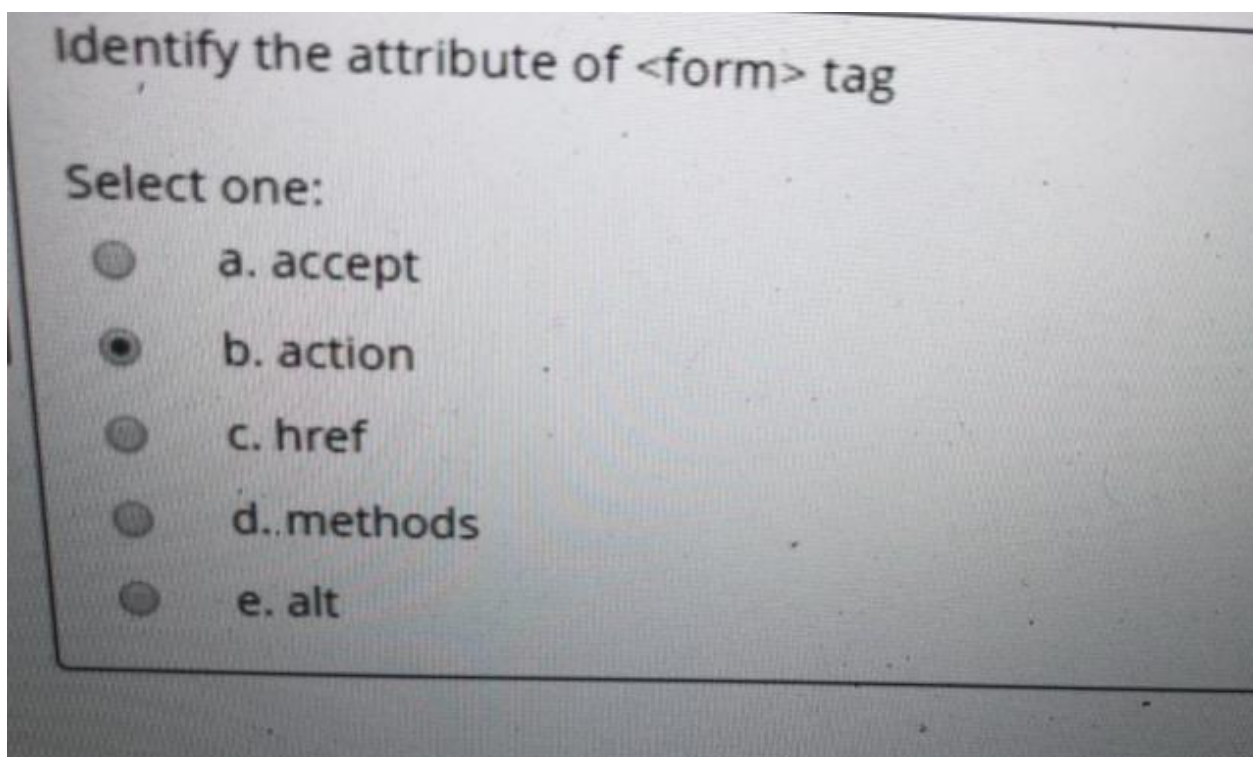 Identify the attribute of <form> tag
Select one:
a. accept
b. action
c. href
d. methods
e. alt